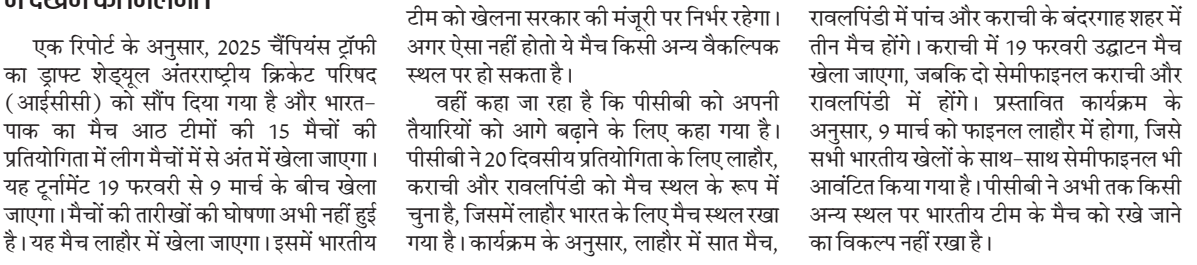 एक रिपोर्ट के अनुसार, 2025 चैंपियंस ट्रॉफी
का ड्राफ्ट शेड्यूल अंतरराष्ट्रीय क्रिकेट परिषद
(आईसीसी) को सौंप दिया गया है और भारत-
पाक का मैच आठ टीमों की 15 मैचों की
प्रतियोगिता में लीग मैचों में से अंत में खेला जाएगा।
यह टूर्नामेंट 19 फरवरी से 9 मार्च के बीच खेला
जाएगा। मैचों की तारीखों की घोषणा अभी नहीं हुई
है। यह मैच लाहौर में खेला जाएगा। इसमें भारतीय
टीम को खेलना सरकार की मंजूरी पर निर्भर रहेगा।
अगर ऐसा नहीं होतो ये मैच किसी अन्य वैकल्पिक
स्थल पर हो सकता है।
वहीं कहा जा रहा है कि पीसीबी को अपनी
तैयारियों को आगे बढ़ाने के लिए कहा गया है।
पीसीबी ने 20 दिवसीय प्रतियोगिता के लिए लाहौर,
कराची और रावलपिंडी को मैच स्थल के रूप में
चुना है, जिसमें लाहौर भारत के लिए मैच स्थल रखा
गया है। कार्यक्रम के अनुसार, लाहौर में सात मैच,
रावलपिंडी में पांच और कराची के बंदरगाह शहर में
तीन मैच होंगे। कराची में 19 फरवरी उद्घाटन मैच
खेला जाएगा, जबकि दो सेमीफाइनल कराची और
रावलपिंडी में होंगे। प्रस्तावित कार्यक्रम के
अनुसार, 9 मार्च को फाइनल लाहौर में होगा, जिसे
सभी भारतीय खेलों के साथ-साथ सेमीफाइनल भी
आवंटित किया गया है। पीसीबी ने अभी तक किसी
अन्य स्थल पर भारतीय टीम के मैच को रखे जाने
का विकल्प नहीं रखा है।